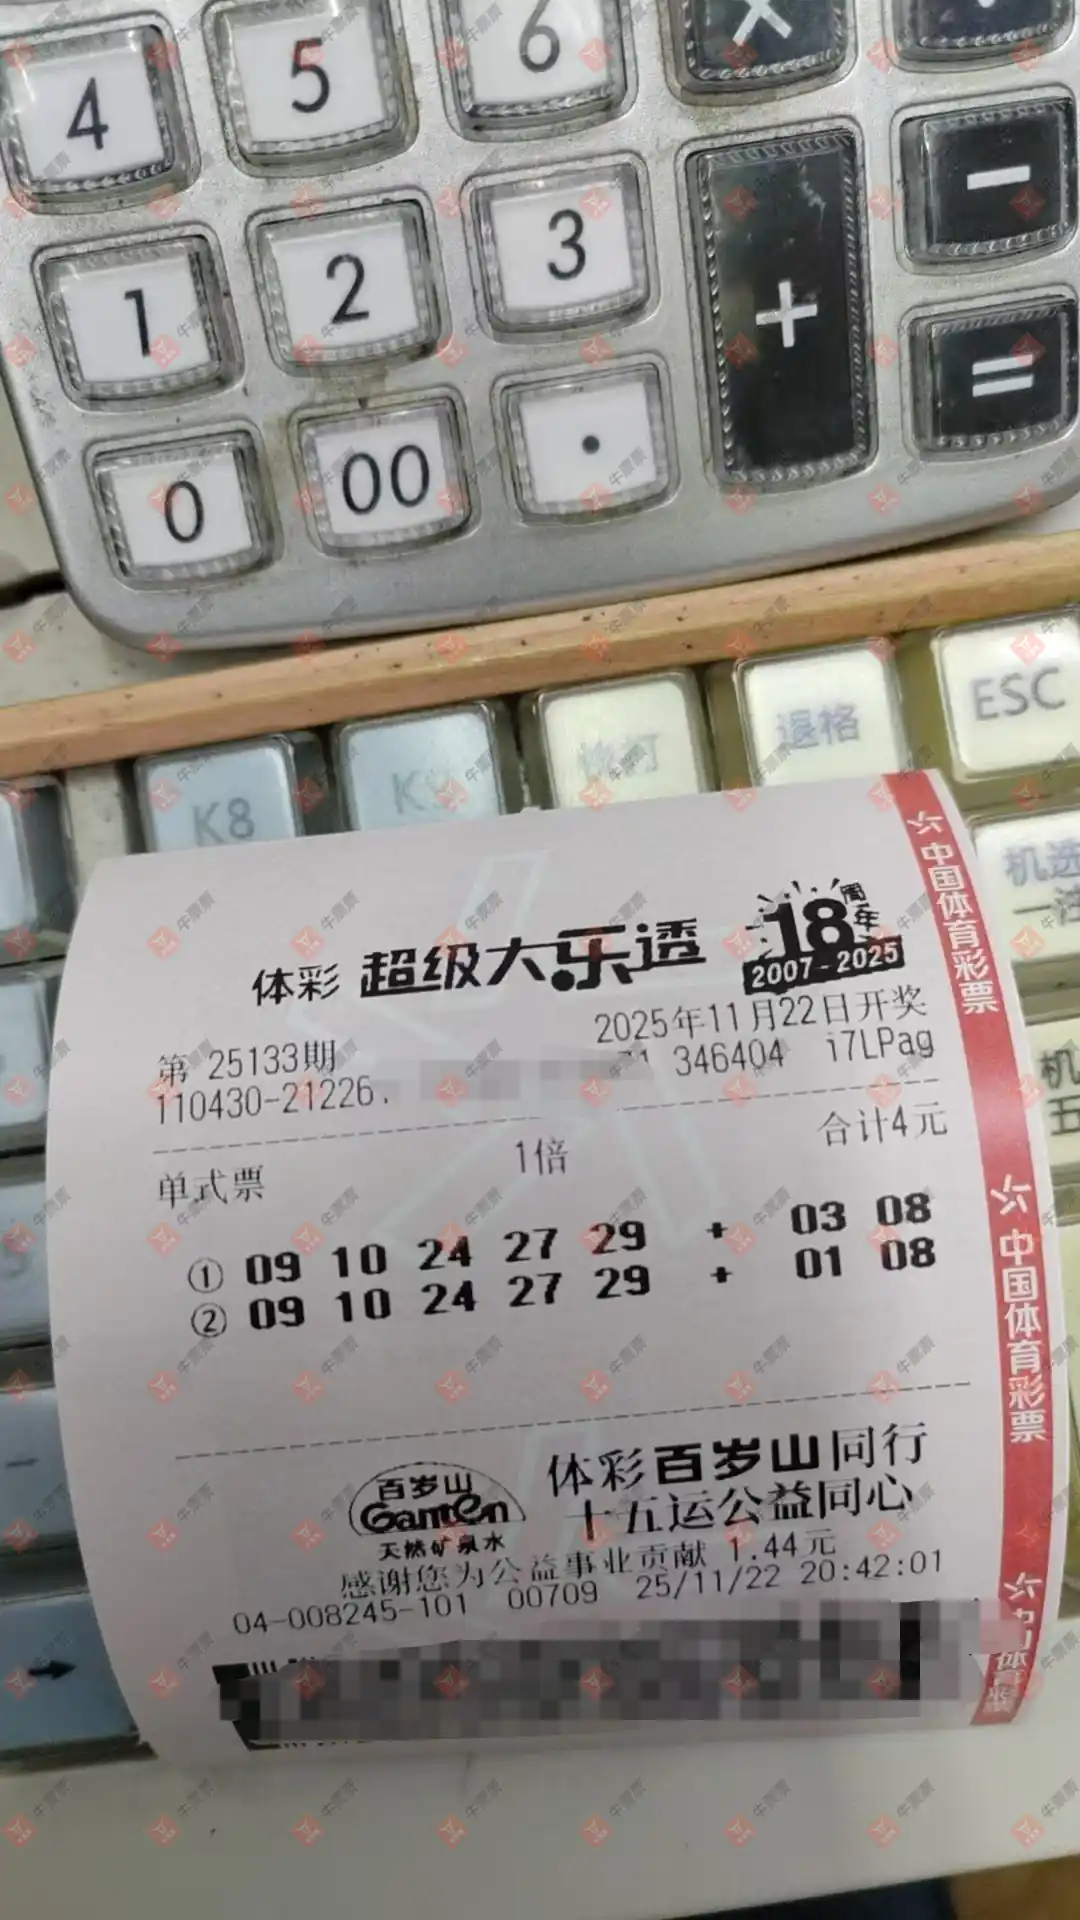 4 5 6 ×
1 2 3 + −
0 00 · =
K8 退格 ESC
机选
体彩 超级大乐透 18周年
2007-2025
第 25133期 2025年11月22日开奖
110430-21226. 346404 i7LPag
单式票 1倍 合计4元
① 09 10 24 27 29 + 03 08
② 09 10 24 27 29 + 01 08
百岁山
Ganten
天然矿泉水
体彩百岁山同行
十五运公益同心
感谢您为公益事业贡献 1.44元
04-008245-101 00709 25/11/22 20:42:01
中国体育彩票
中国体育彩票
牛票票